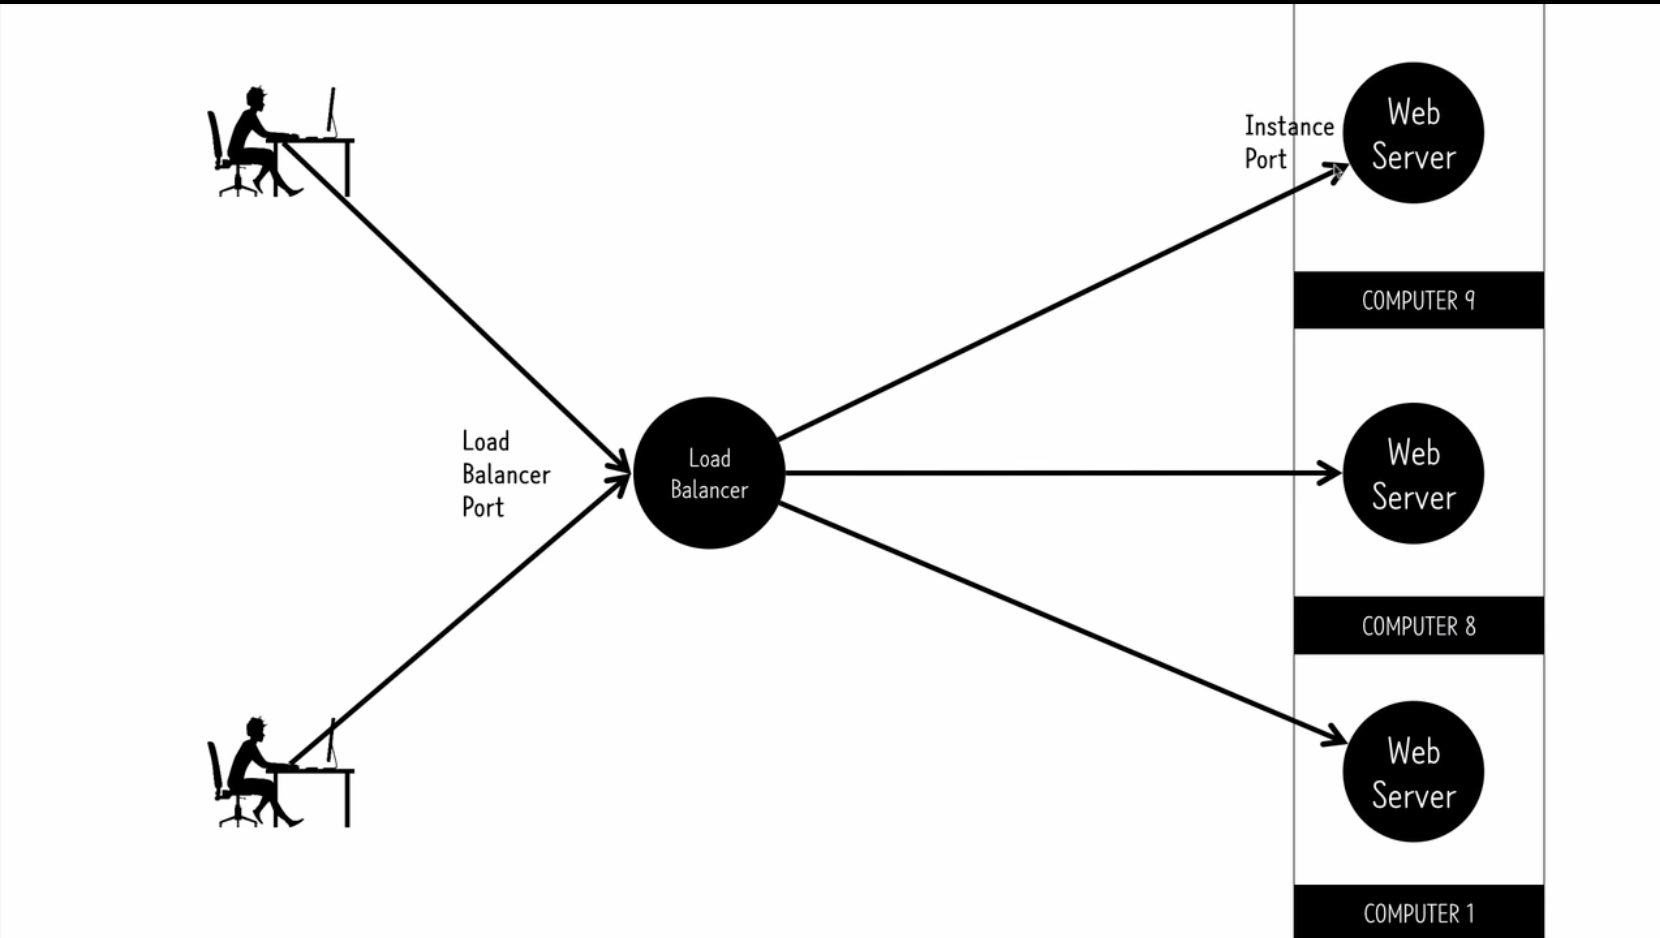 Instance
Port
Web
Server
COMPUTER 9
Load
Balancer
Port
Load
Balancer
Web
Server
COMPUTER 8
Web
Server
COMPUTER 1